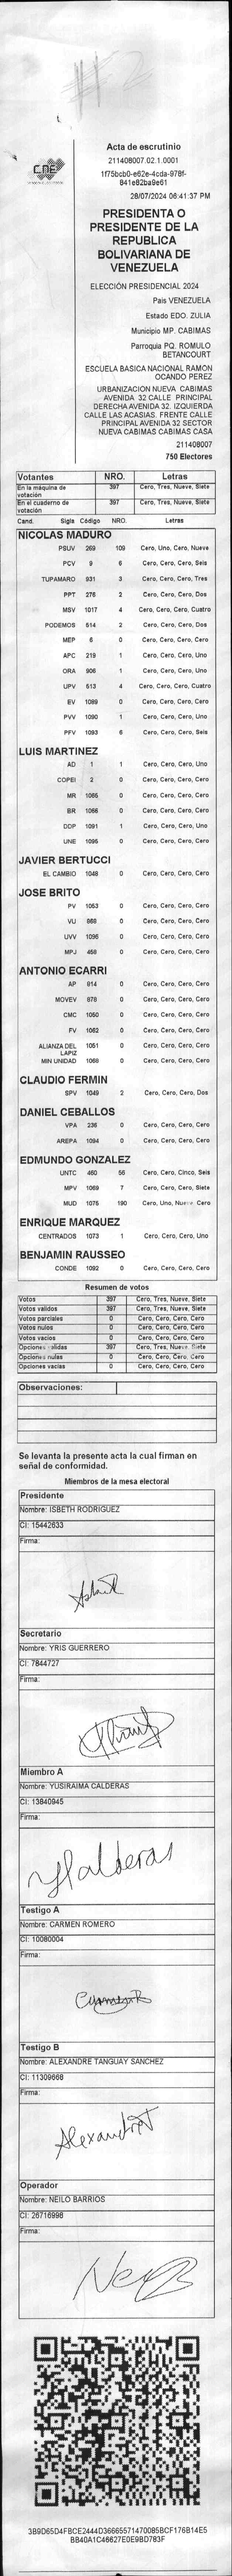 # 2
CNE
Acta de escrutinio
211408007.02.1.0001
1f75bcb0-e62e-4cda-978f-
841e82ba9e61
28/07/2024 06:41:37 PM
PRESIDENTA O
PRESIDENTE DE LA
REPUBLICA
BOLIVARIANA DE
VENEZUELA
ELECCIÓN PRESIDENCIAL 2024
Pais VENEZUELA
Estado EDO. ZULIA
Municipio MP. CABIMAS
Parroquia PQ. ROMULO
BETANCOURT
ESCUELA BASICA NACIONAL RAMON
OCANDO PEREZ
URBANIZACION NUEVA CABIMAS
AVENIDA 32 CALLE PRINCIPAL
DERECHA AVENIDA 32. IZQUIERDA
CALLE LAS ACASIAS. FRENTE CALLE
PRINCIPAL AVENIDA 32 SECTOR
NUEVA CABIMAS CABIMAS CASA
211408007
750 Electores
Votantes NRO. Letras
En la máquina de votación 397 Cero, Tres, Nueve, Siete
En el cuaderno de votación 397 Cero, Tres, Nueve, Siete
Cand. Sigla Código NRO. Letras
NICOLAS MADURO
PSUV 269 109 Cero, Uno, Cero, Nueve
PCV 9 6 Cero, Cero, Cero, Seis
TUPAMARO 931 3 Cero, Cero, Cero, Tres
PPT 276 2 Cero, Cero, Cero, Dos
MSV 1017 4 Cero, Cero, Cero, Cuatro
PODEMOS 514 2 Cero, Cero, Cero, Dos
MEP 6 0 Cero, Cero, Cero, Cero
APC 219 1 Cero, Cero, Cero, Uno
ORA 906 1 Cero, Cero, Cero, Uno
UPV 513 4 Cero, Cero, Cero, Cuatro
EV 1089 0 Cero, Cero, Cero, Cero
PVV 1090 1 Cero, Cero, Cero, Uno
PFV 1093 6 Cero, Cero, Cero, Seis
LUIS MARTINEZ
AD 1 1 Cero, Cero, Cero, Uno
COPEI 2 0 Cero, Cero, Cero, Cero
MR 1065 0 Cero, Cero, Cero, Cero
BR 1066 0 Cero, Cero, Cero, Cero
DDP 1091 1 Cero, Cero, Cero, Uno
UNE 1095 0 Cero, Cero, Cero, Cero
JAVIER BERTUCCI
EL CAMBIO 1048 0 Cero, Cero, Cero, Cero
JOSE BRITO
PV 1053 0 Cero, Cero, Cero, Cero
VU 868 0 Cero, Cero, Cero, Cero
UVV 1096 0 Cero, Cero, Cero, Cero
MPJ 458 0 Cero, Cero, Cero, Cero
ANTONIO ECARRI
AP 914 0 Cero, Cero, Cero, Cero
MOVEV 878 0 Cero, Cero, Cero, Cero
CMC 1050 0 Cero, Cero, Cero, Cero
FV 1062 0 Cero, Cero, Cero, Cero
ALIANZA DEL LAPIZ 1051 0 Cero, Cero, Cero, Cero
MIN UNIDAD 1068 0 Cero, Cero, Cero, Cero
CLAUDIO FERMIN
SPV 1049 2 Cero, Cero, Cero, Dos
DANIEL CEBALLOS
VPA 236 0 Cero, Cero, Cero, Cero
AREPA 1094 0 Cero, Cero, Cero, Cero
EDMUNDO GONZALEZ
UNTC 460 56 Cero, Cero, Cinco, Seis
MPV 1069 7 Cero, Cero, Cero, Siete
MUD 1075 190 Cero, Uno, Nueve, Cero
ENRIQUE MARQUEZ
CENTRADOS 1073 1 Cero, Cero, Cero, Uno
BENJAMIN RAUSSEO
CONDE 1092 0 Cero, Cero, Cero, Cero
Resumen de votos
Votos 397 Cero, Tres, Nueve, Siete
Votos validos 397 Cero, Tres, Nueve, Siete
Votos parciales 0 Cero, Cero, Cero, Cero
Votos nulos 0 Cero, Cero, Cero, Cero
Votos vacios 0 Cero, Cero, Cero, Cero
Opciones validas 397 Cero, Tres, Nueve, Siete
Opciones nulas 0 Cero, Cero, Cero, Cero
Opciones vacias 0 Cero, Cero, Cero, Cero
Observaciones:
Se levanta la presente acta la cual firman en
señal de conformidad.
Miembros de la mesa electoral
Presidente
Nombre: ISBETH RODRIGUEZ
CI: 15442633
Firma:
Secretario
Nombre: YRIS GUERRERO
CI: 7844727
Firma:
Miembro A
Nombre: YUSIRAIMA CALDERAS
CI: 13840945
Firma:
YCalderas
Testigo A
Nombre: CARMEN ROMERO
CI: 10080004
Firma:
CarmenR
Testigo B
Nombre: ALEXANDRE TANGUAY SANCHEZ
CI: 11309668
Firma:
Alexandre T
Operador
Nombre: NEILO BARRIOS
CI: 26716998
Firma:
3B9D65D4FBCE2444D36665571470085BCF176B14E5
BB40A1C46627E0E9BD783F